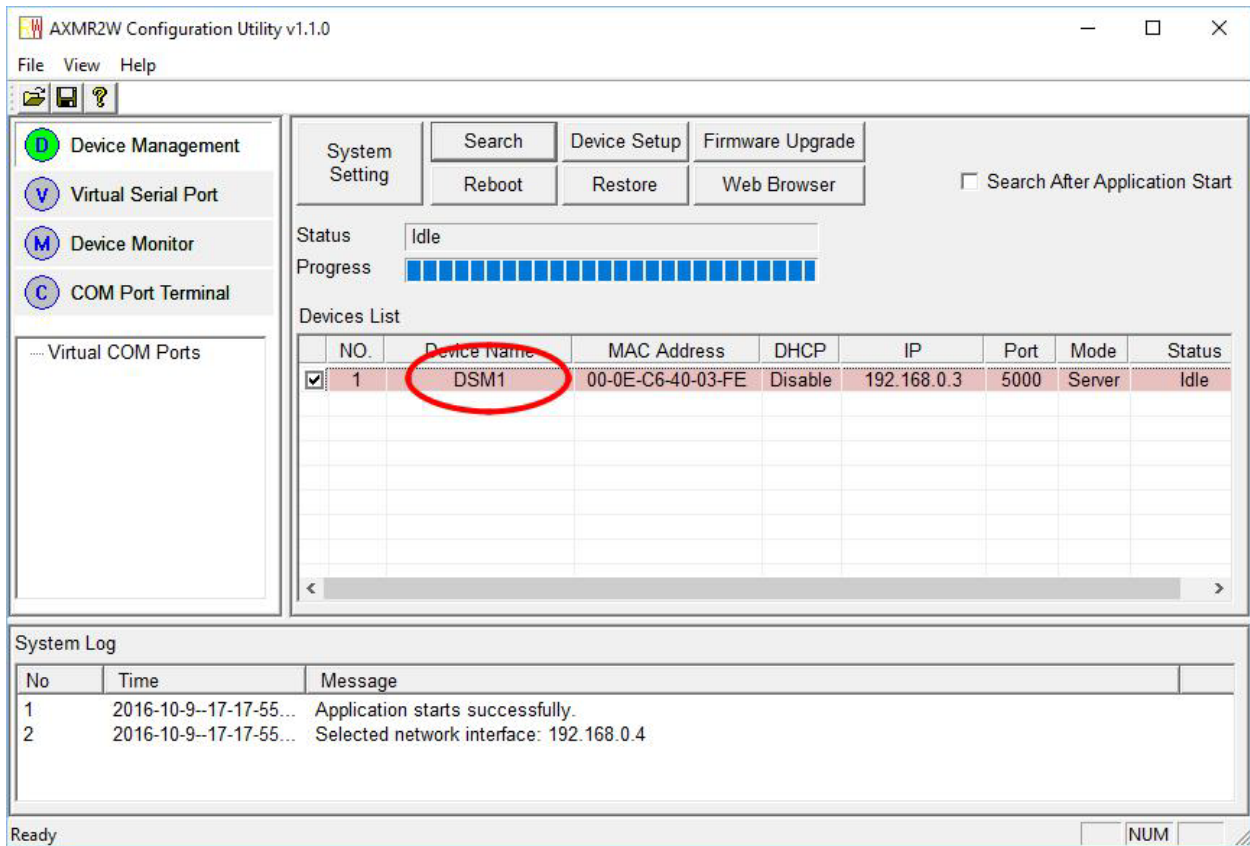 AXMR2W Configuration Utility v1.1.0
File View Help
D Device Management
V Virtual Serial Port
M Device Monitor
C COM Port Terminal
Virtual COM Ports
System Setting
Search Device Setup Firmware Upgrade
Reboot Restore Web Browser
Search After Application Start
Status Idle
Progress
Devices List
NO. Device Name MAC Address DHCP IP Port Mode Status
1 DSM1 00-0E-C6-40-03-FE Disable 192.168.0.3 5000 Server Idle
System Log
No Time Message
1 2016-10-9--17-17-55... Application starts successfully.
2 2016-10-9--17-17-55... Selected network interface: 192.168.0.4
Ready NUM